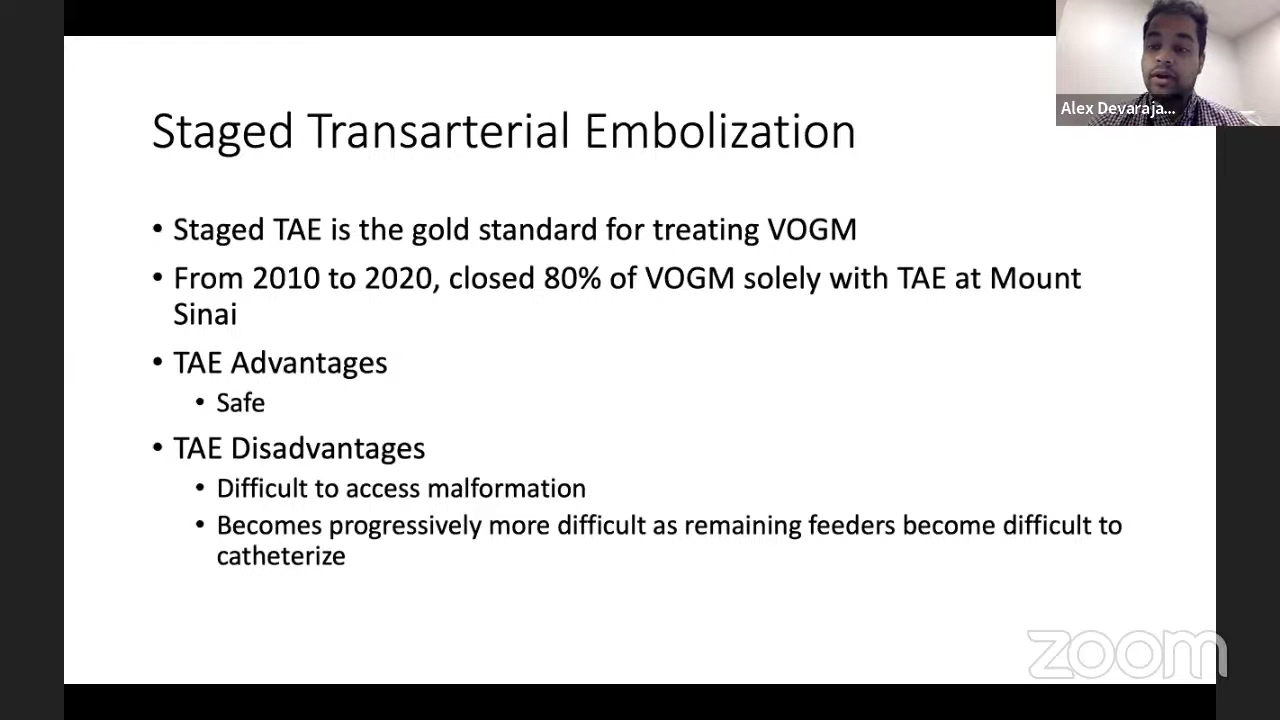 Alex Devaraja...
Staged Transarterial Embolization
• Staged TAE is the gold standard for treating VOGM
• From 2010 to 2020, closed 80% of VOGM solely with TAE at Mount
Sinai
• TAE Advantages
• Safe
• TAE Disadvantages
• Difficult to access malformation
• Becomes progressively more difficult as remaining feeders become difficult to
catheterize
zoom